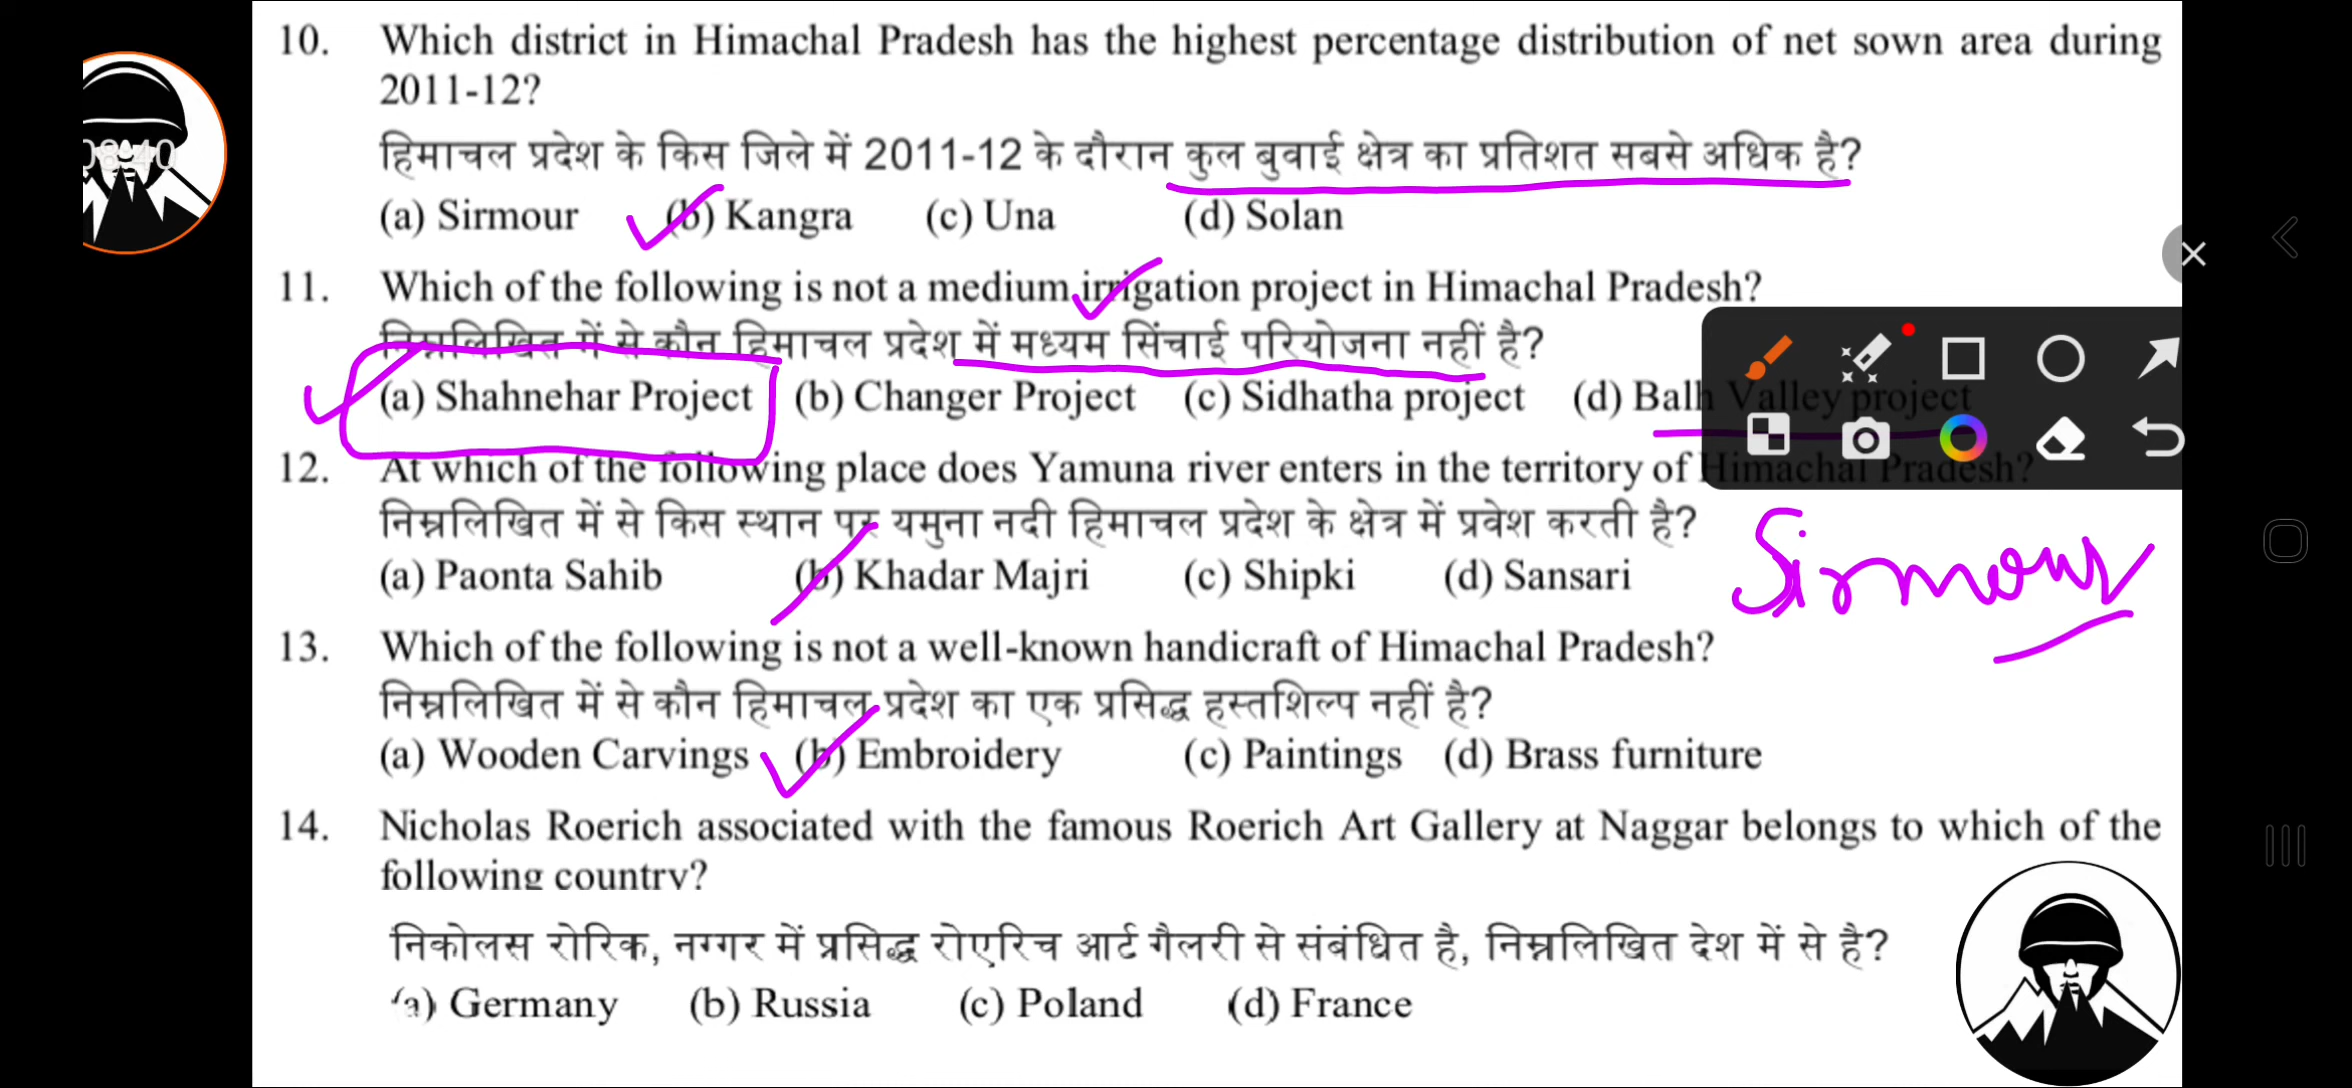 10. Which district in Himachal Pradesh has the highest percentage distribution of net sown area during
2011-12?
हिमाचल प्रदेश के किस जिले में 2011-12 के दौरान कुल बुवाई क्षेत्र का प्रतिशत सबसे अधिक है?
(a) Sirmour (b) Kangra (c) Una (d) Solan
11. Which of the following is not a medium irrigation project in Himachal Pradesh?
निम्नलिखित में से कौन हिमाचल प्रदेश में मध्यम सिंचाई परियोजना नहीं है?
(a) Shahnehar Project (b) Changer Project (c) Sidhatha project (d) Balh Valley project
12. At which of the following place does Yamuna river enters in the territory of Himachal Pradesh?
निम्नलिखित में से किस स्थान पर यमुना नदी हिमाचल प्रदेश के क्षेत्र में प्रवेश करती है?
(a) Paonta Sahib (b) Khadar Majri (c) Shipki (d) Sansari
Sirmour
13. Which of the following is not a well-known handicraft of Himachal Pradesh?
निम्नलिखित में से कौन हिमाचल प्रदेश का एक प्रसिद्ध हस्तशिल्प नहीं है?
(a) Wooden Carvings (b) Embroidery (c) Paintings (d) Brass furniture
14. Nicholas Roerich associated with the famous Roerich Art Gallery at Naggar belongs to which of the
following country?
निकोलस रोरिक, नग्गर में प्रसिद्ध रोएरिच आर्ट गैलरी से संबंधित है, निम्नलिखित देश में से है?
(a) Germany (b) Russia (c) Poland (d) France